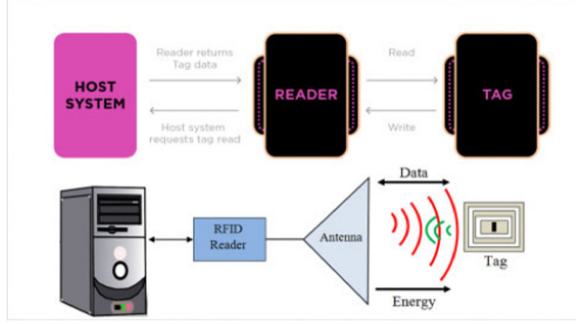 Reader returns
Tag data
Read
HOST
SYSTEM
READER
TAG
Host system
requests tag read
Write
Data
RFID
Reader
Antenna
Tag
Energy